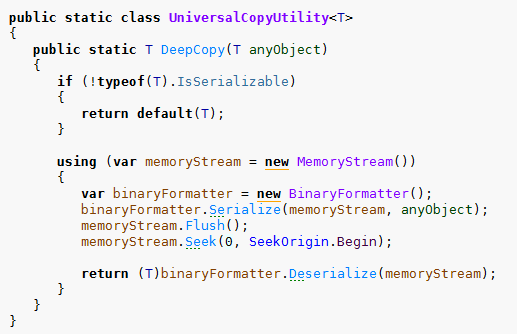 public static class UniversalCopyUtility<T>
{
    public static T DeepCopy(T anyObject)
    {
        if (!typeof(T).IsSerializable)
        {
            return default(T);
        }

        using (var memoryStream = new MemoryStream())
        {
            var binaryFormatter = new BinaryFormatter();
            binaryFormatter.Serialize(memoryStream, anyObject);
            memoryStream.Flush();
            memoryStream.Seek(0, SeekOrigin.Begin);

            return (T)binaryFormatter.Deserialize(memoryStream);
        }
    }
}